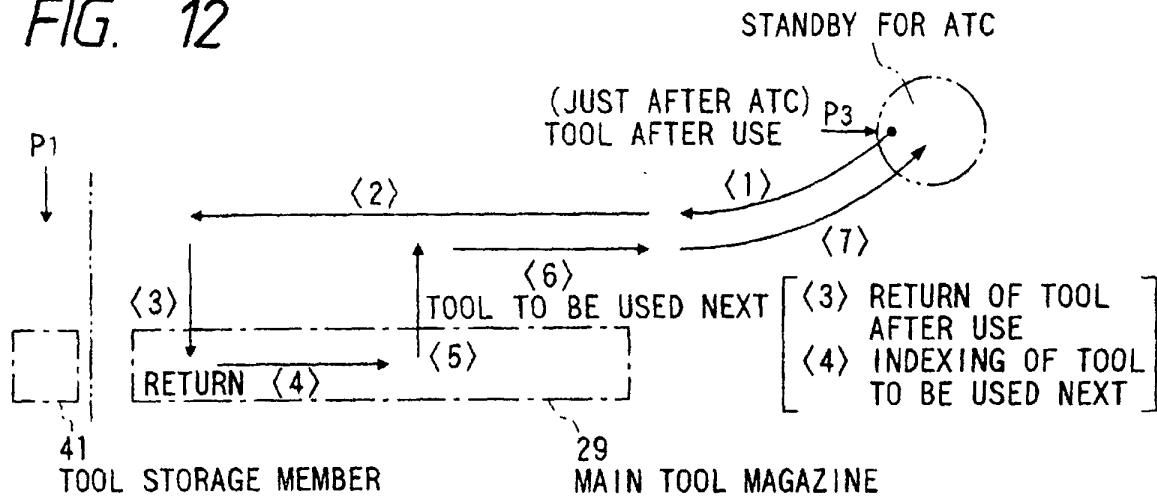 FIG. 12
STANDBY FOR ATC
(JUST AFTER ATC)
TOOL AFTER USE
P3
P1
⟨1⟩
⟨2⟩
⟨7⟩
⟨6⟩
⟨3⟩
TOOL TO BE USED NEXT
⟨5⟩
RETURN ⟨4⟩
⟨3⟩ RETURN OF TOOL
AFTER USE
⟨4⟩ INDEXING OF TOOL
TO BE USED NEXT
41
TOOL STORAGE MEMBER
29
MAIN TOOL MAGAZINE